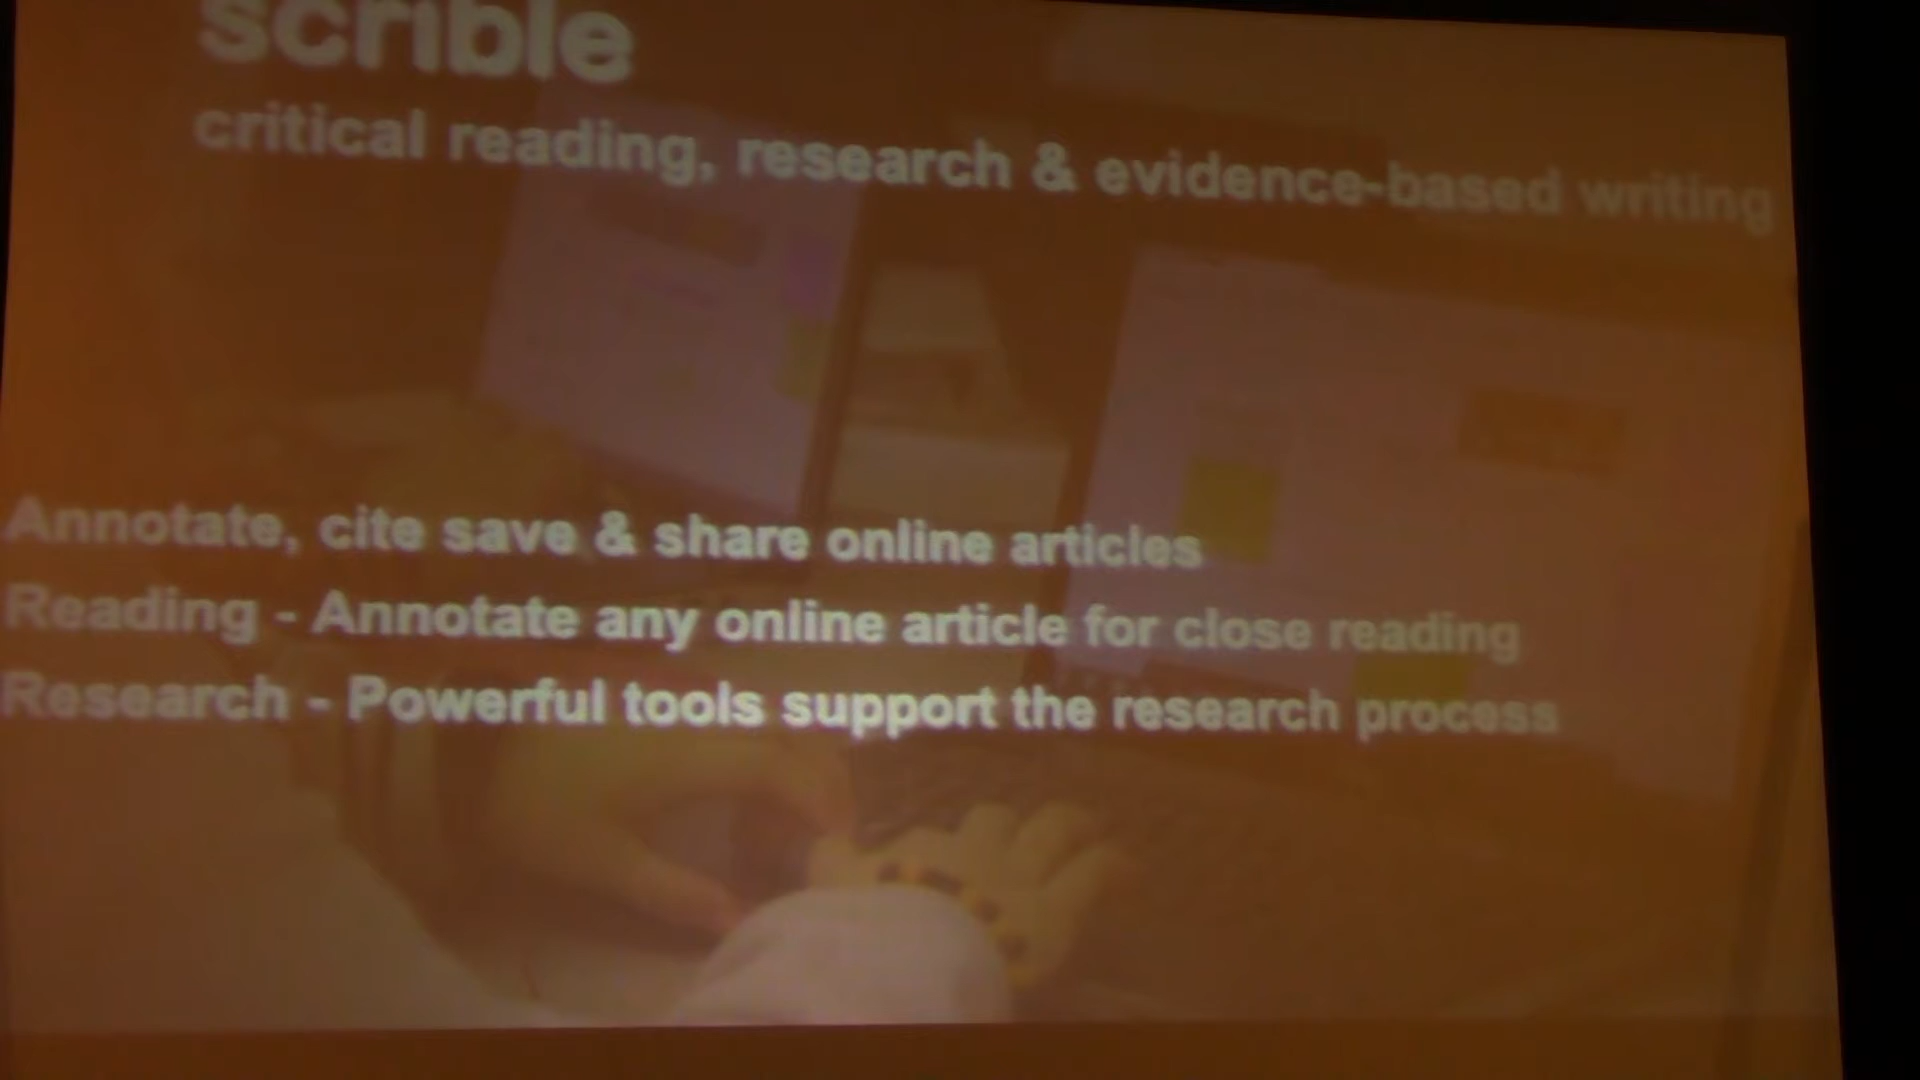 scrible
critical reading, research & evidence-based writing
Annotate, cite save & share online articles
Reading - Annotate any online article for close reading
Research - Powerful tools support the research process